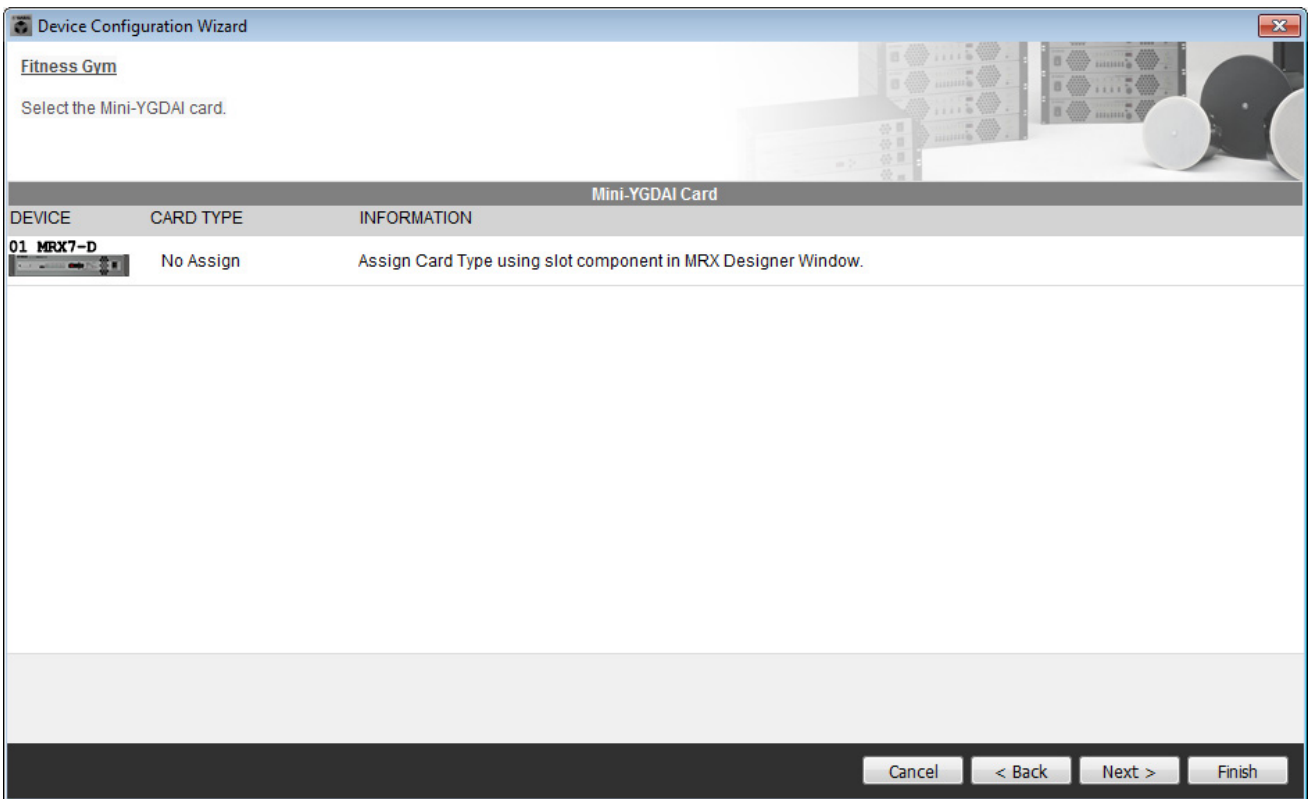 Device Configuration Wizard
Fitness Gym
Select the Mini-YGDAI card.
Mini-YGDAI Card
DEVICE CARD TYPE INFORMATION
01 MRX7-D
No Assign Assign Card Type using slot component in MRX Designer Window.
Cancel < Back Next > Finish